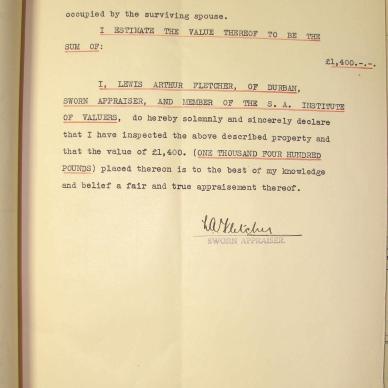 occupied by the surviving spouse.
I ESTIMATE THE VALUE THEREOF TO BE THE
SUM OF:
£1,400.-.-.
I, LEWIS ARTHUR FLETCHER, OF DURBAN,
SWORN APPRAISER, AND MEMBER OF THE S. A. INSTITUTE
OF VALUERS, do hereby solemnly and sincerely declare
that I have inspected the above described property and
that the value of £1,400. (ONE THOUSAND FOUR HUNDRED
POUNDS) placed thereon is to the best of my knowledge
and belief a fair and true appraisement thereof.
L A Fletcher
SWORN APPRAISER